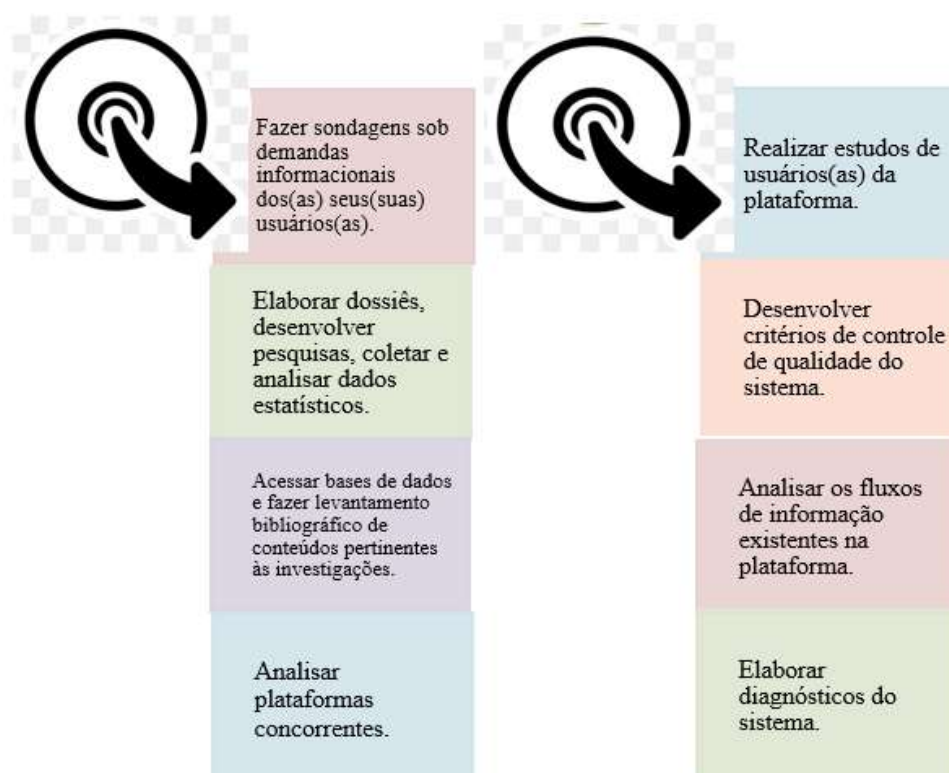 Fazer sondagens sob
demandas
informacionais
dos(as) seus(suas)
usuários(as).
Elaborar dossiês,
desenvolver
pesquisas, coletar e
analisar dados
estatísticos.
Acessar bases de dados
e fazer levantamento
bibliográfico de
conteúdos pertinentes
às investigações.
Analisar
plataformas
concorrentes.
Realizar estudos de
usuários(as) da
plataforma.
Desenvolver
critérios de controle
de qualidade do
sistema.
Analisar os fluxos
de informação
existentes na
plataforma.
Elaborar
diagnósticos do
sistema.